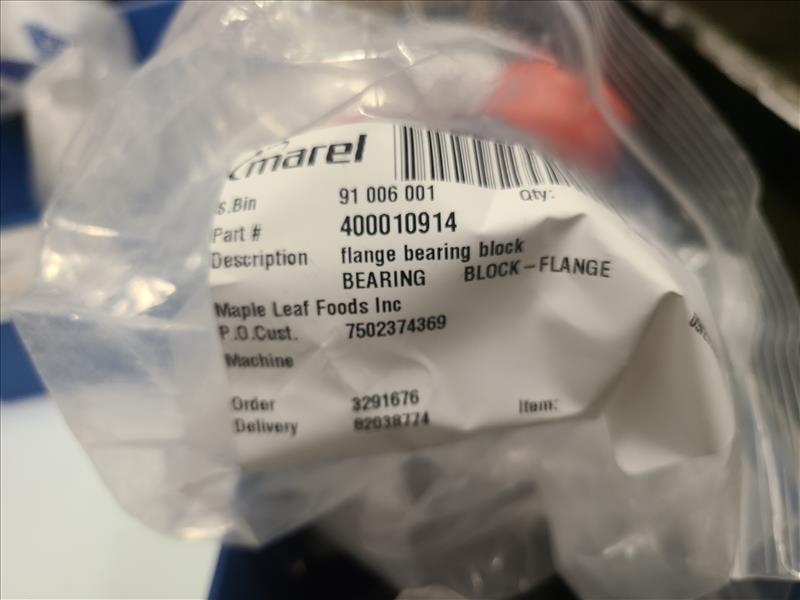 marel
s.Bin 91 006 001 Qty:
Part # 400010914
Description flange bearing block
BEARING BLOCK-FLANGE
Maple Leaf Foods Inc
P.O.Cust. 7502374369
Machine
Order 3291676 Item:
Delivery 82038774